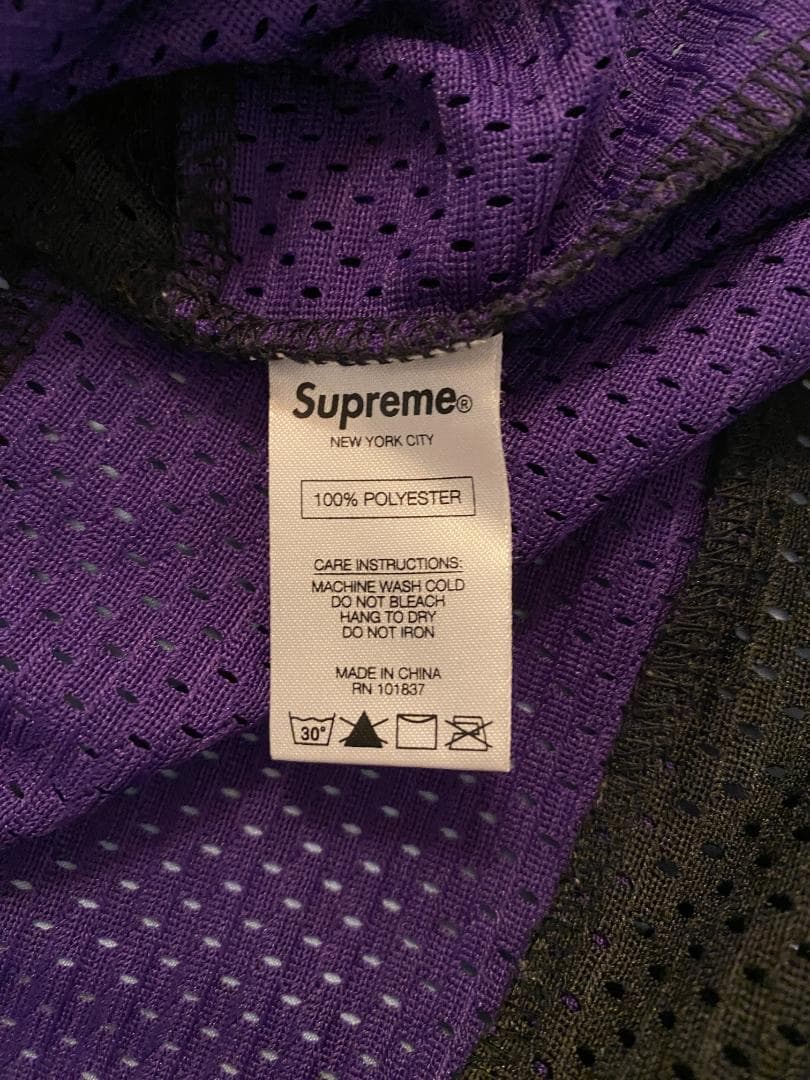 Supreme®
NEW YORK CITY
100% POLYESTER
CARE INSTRUCTIONS:
MACHINE WASH COLD
DO NOT BLEACH
HANG TO DRY
DO NOT IRON
MADE IN CHINA
RN 101837
30°